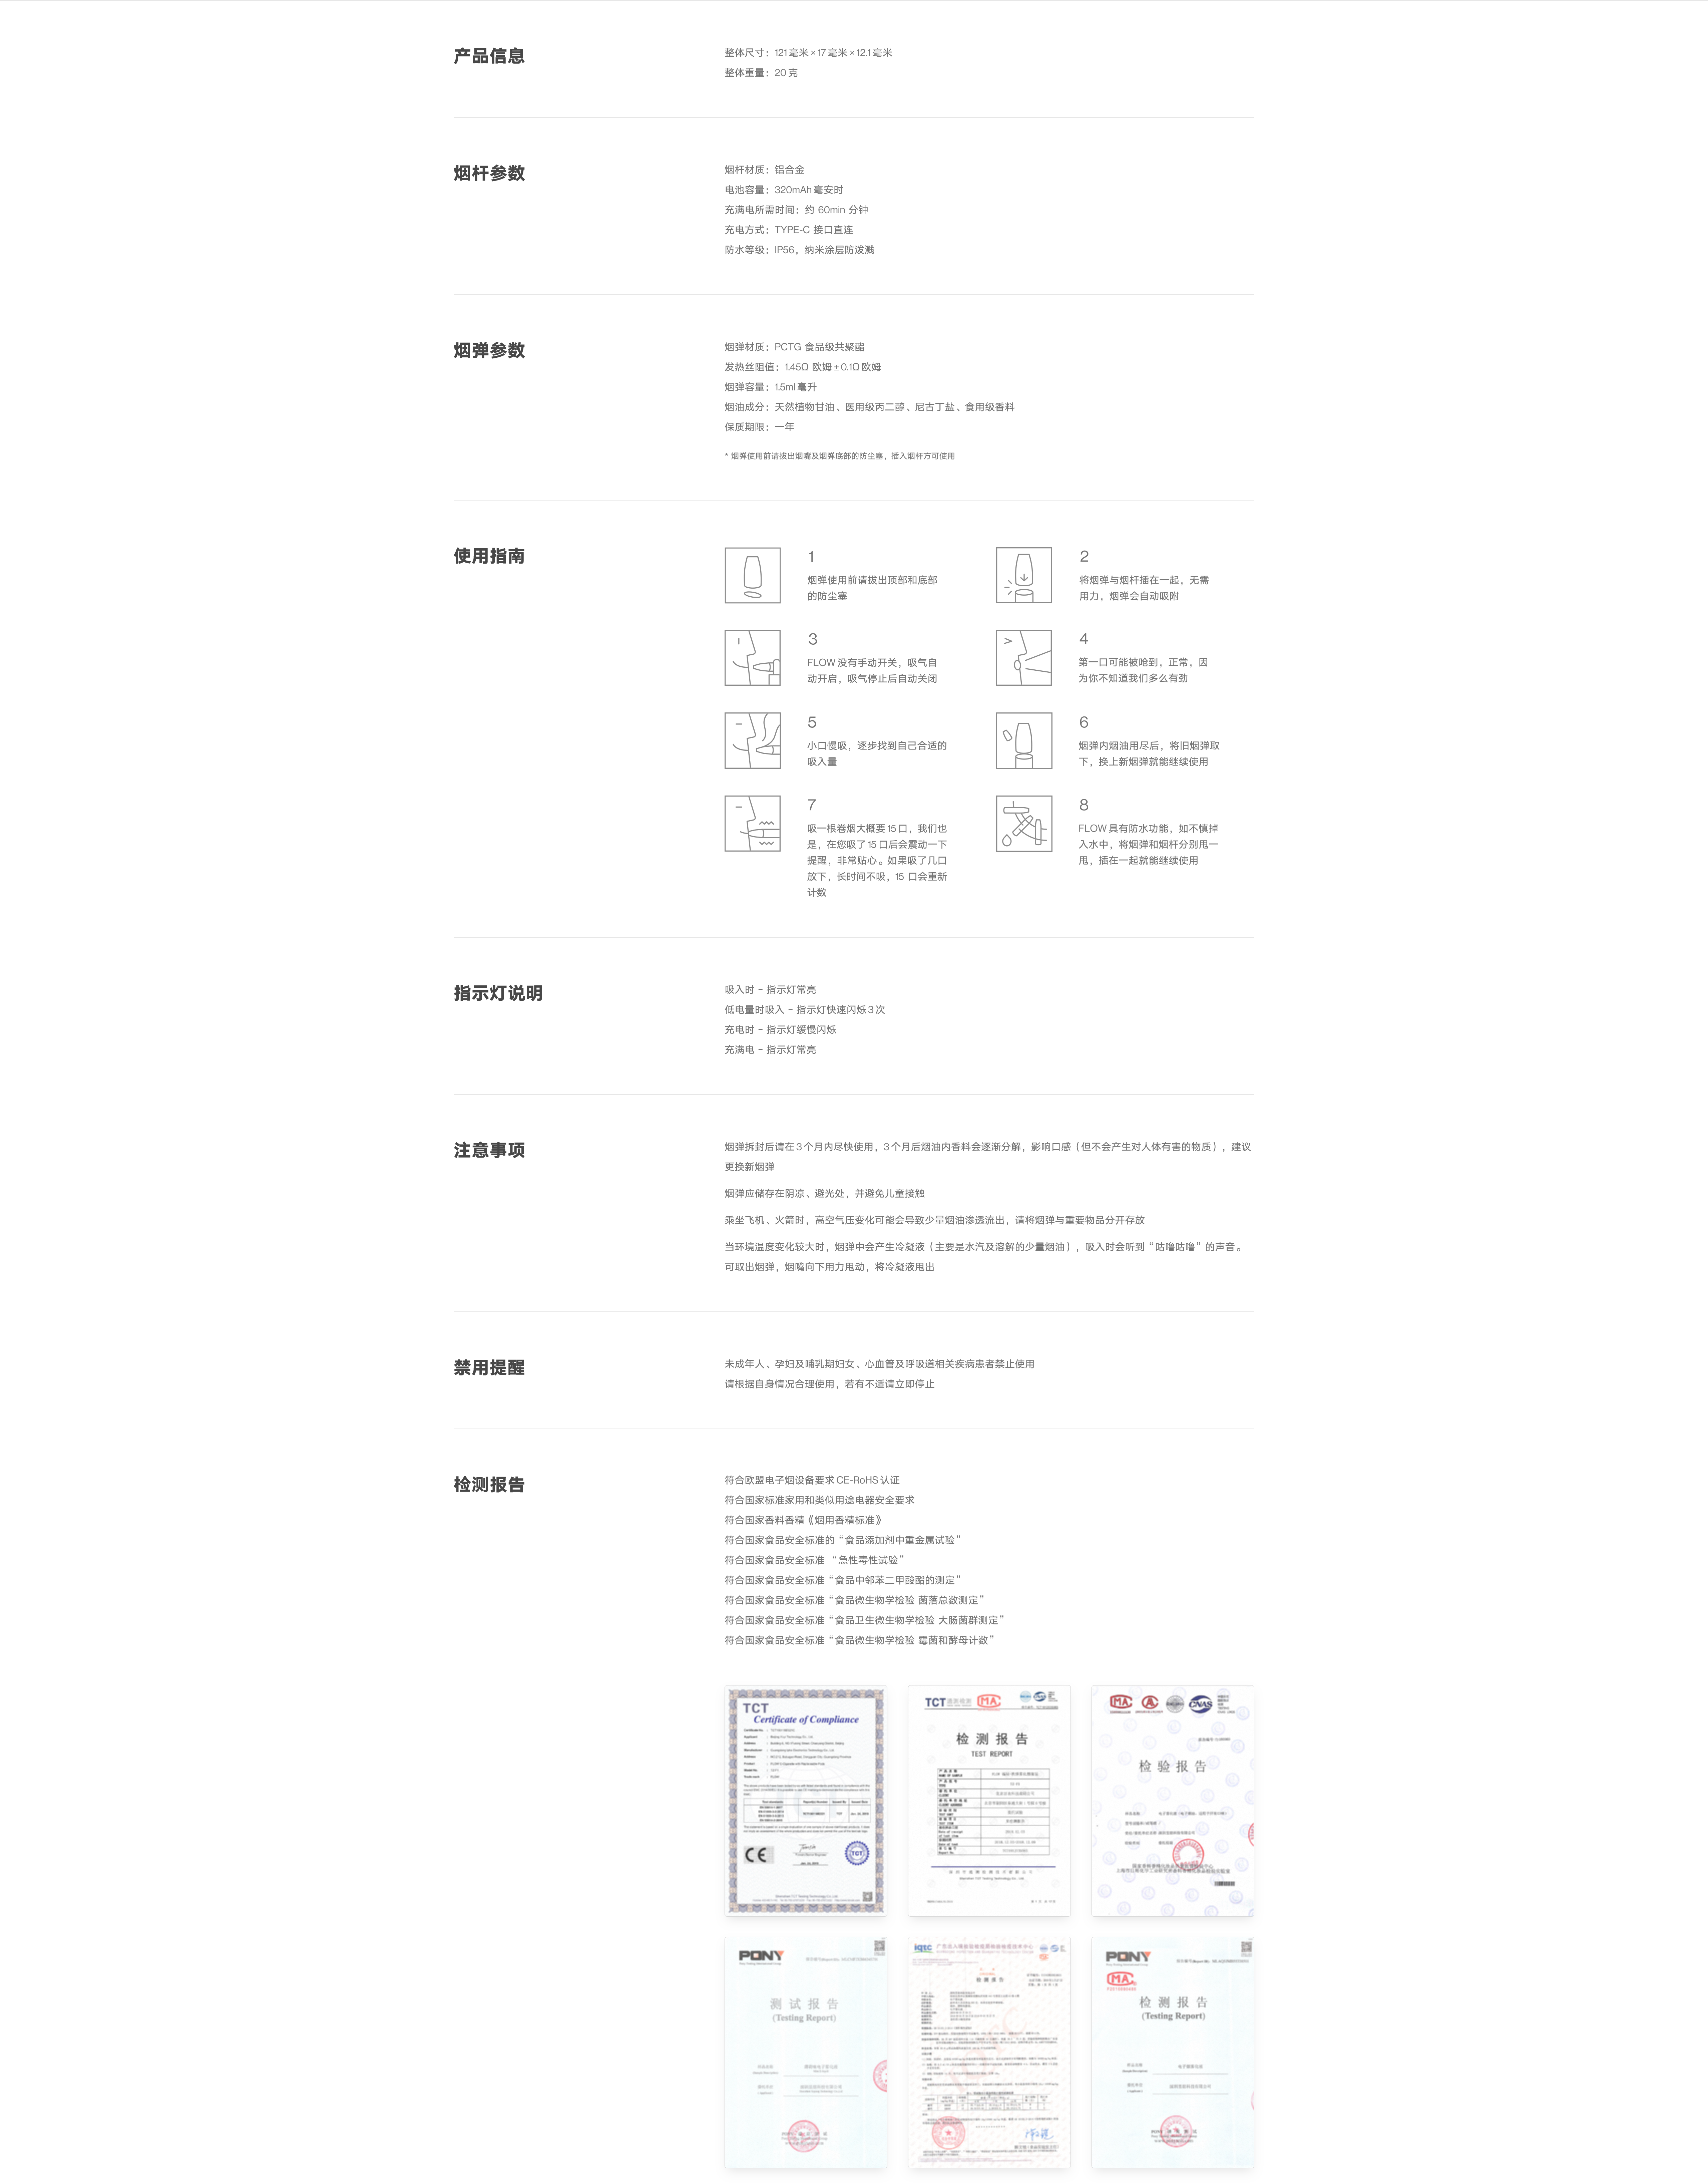 产品信息
整体尺寸：121 毫米 × 17 毫米 × 12.1 毫米
整体重量：20 克
烟杆参数
烟杆材质：铝合金
电池容量：320mAh 毫安时
充满电所需时间：约 60min 分钟
充电方式：TYPE-C 接口直连
防水等级：IP56，纳米涂层防泼溅
烟弹参数
烟弹材质：PCTG 食品级共聚酯
发热丝阻值：1.45Ω 欧姆 ± 0.1Ω 欧姆
烟弹容量：1.5ml 毫升
烟油成分：天然植物甘油、医用级丙二醇、尼古丁盐、食用级香料
保质期限：一年
* 烟弹使用前请拔出烟嘴及烟弹底部的防尘塞，插入烟杆方可使用
使用指南
1
烟弹使用前请拔出顶部和底部
的防尘塞
2
将烟弹与烟杆插在一起，无需
用力，烟弹会自动吸附
3
FLOW 没有手动开关，吸气自
动开启，吸气停止后自动关闭
4
第一口可能被呛到，正常，因
为你不知道我们多么有劲
5
小口慢吸，逐步找到自己合适的
吸入量
6
烟弹内烟油用尽后，将旧烟弹取
下，换上新烟弹就能继续使用
7
吸一根卷烟大概要 15 口，我们也
是，在您吸了 15 口后会震动一下
提醒，非常贴心。如果吸了几口
放下，长时间不吸，15 口会重新
计数
8
FLOW 具有防水功能，如不慎掉
入水中，将烟弹和烟杆分别甩一
甩，插在一起就能继续使用
指示灯说明
吸入时 - 指示灯常亮
低电量时吸入 - 指示灯快速闪烁 3 次
充电时 - 指示灯缓慢闪烁
充满电 - 指示灯常亮
注意事项
烟弹拆封后请在 3 个月内尽快使用，3 个月后烟油内香料会逐渐分解，影响口感（但不会产生对人体有害的物质），建议
更换新烟弹
烟弹应储存在阴凉、避光处，并避免儿童接触
乘坐飞机、火箭时，高空气压变化可能会导致少量烟油渗透流出，请将烟弹与重要物品分开存放
当环境温度变化较大时，烟弹中会产生冷凝液（主要是水汽及溶解的少量烟油），吸入时会听到“咕噜咕噜”的声音。
可取出烟弹，烟嘴向下用力甩动，将冷凝液甩出
禁用提醒
未成年人、孕妇及哺乳期妇女、心血管及呼吸道相关疾病患者禁止使用
请根据自身情况合理使用，若有不适请立即停止
检测报告
符合欧盟电子烟设备要求 CE-RoHS 认证
符合国家标准家用和类似用途电器安全要求
符合国家香料香精《烟用香精标准》
符合国家食品安全标准的“食品添加剂中重金属试验”
符合国家食品安全标准 “急性毒性试验”
符合国家食品安全标准“食品中邻苯二甲酸酯的测定”
符合国家食品安全标准“食品微生物学检验 菌落总数测定”
符合国家食品安全标准“食品卫生微生物学检验 大肠菌群测定”
符合国家食品安全标准“食品微生物学检验 霉菌和酵母计数”
TCT
Certificate of Compliance
CE
TCT
TCT
MA
检测报告
TEST REPORT
MA
CNAS
检验报告
PONY
测试报告
(Testing Report)
iQTC
检测报告
PONY
MA
检测报告
(Testing Report)